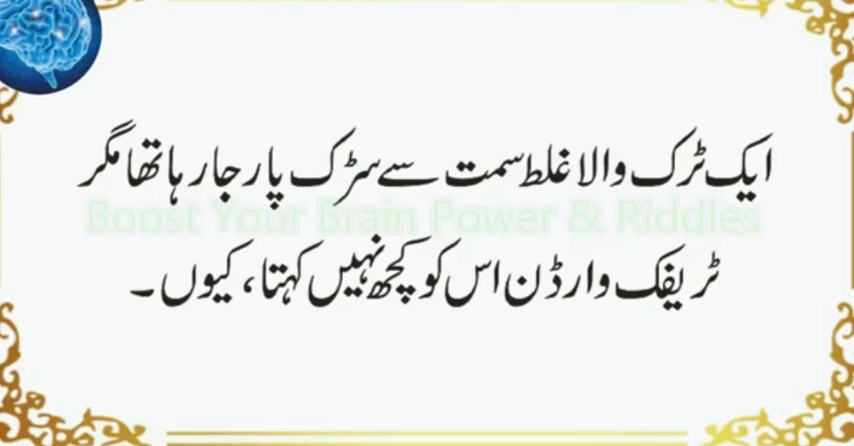 ایک ٹرک والا غلط سمت سے سڑک پار جا رہا تھا مگر
Boost Your Brain Power & Riddles
ٹریفک وارڈن اس کو کچھ نہیں کہتا، کیوں۔